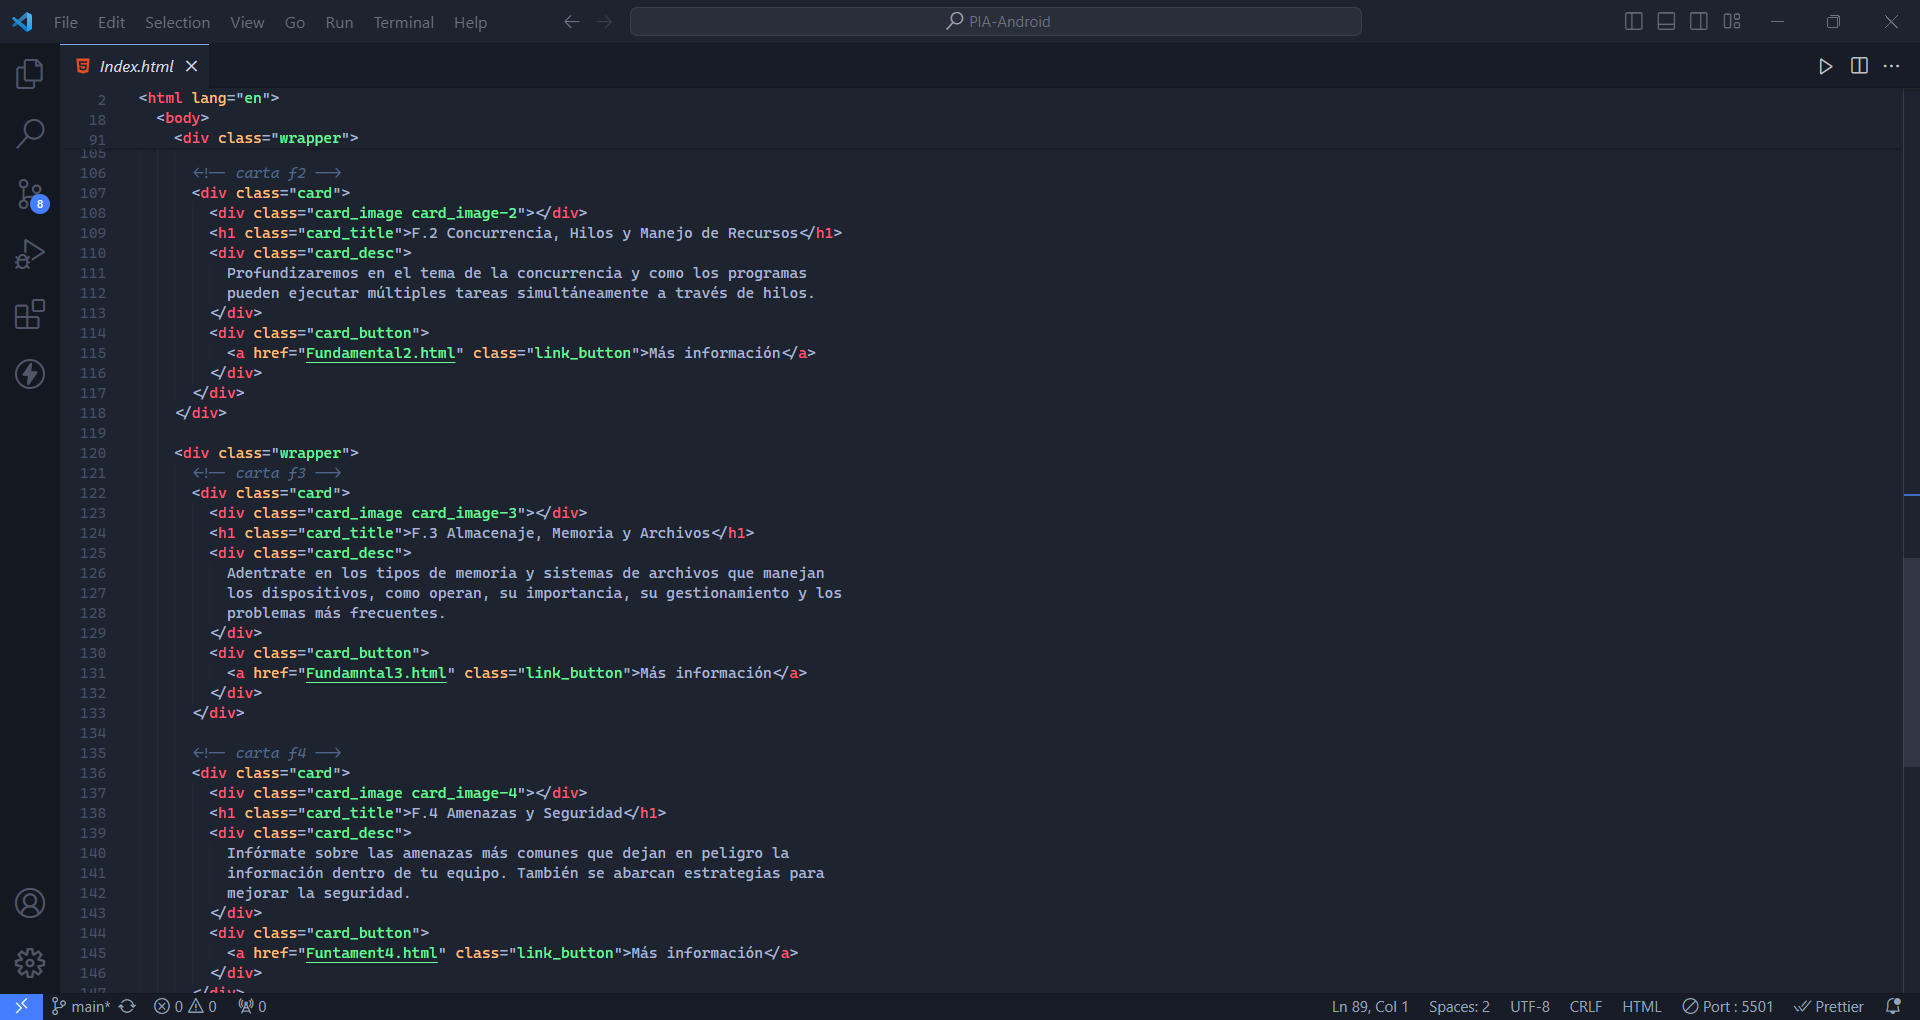 File Edit Selection View Go Run Terminal Help PIA-Android
Index.html
2 <html lang="en">
18 <body>
91 <div class="wrapper">
105
106 <!-- carta f2 -->
107 <div class="card">
108 <div class="card_image card_image-2"></div>
109 <h1 class="card_title">F.2 Concurrencia, Hilos y Manejo de Recursos</h1>
110 <div class="card_desc">
111 Profundizaremos en el tema de la concurrencia y como los programas
112 pueden ejecutar múltiples tareas simultáneamente a través de hilos.
113 </div>
114 <div class="card_button">
115 <a href="Fundamental2.html" class="link_button">Más información</a>
116 </div>
117 </div>
118 </div>
119
120 <div class="wrapper">
121 <!-- carta f3 -->
122 <div class="card">
123 <div class="card_image card_image-3"></div>
124 <h1 class="card_title">F.3 Almacenaje, Memoria y Archivos</h1>
125 <div class="card_desc">
126 Adentrate en los tipos de memoria y sistemas de archivos que manejan
127 los dispositivos, como operan, su importancia, su gestionamiento y los
128 problemas más frecuentes.
129 </div>
130 <div class="card_button">
131 <a href="Fundamntal3.html" class="link_button">Más información</a>
132 </div>
133 </div>
134
135 <!-- carta f4 -->
136 <div class="card">
137 <div class="card_image card_image-4"></div>
138 <h1 class="card_title">F.4 Amenazas y Seguridad</h1>
139 <div class="card_desc">
140 Infórmate sobre las amenazas más comunes que dejan en peligro la
141 información dentro de tu equipo. También se abarcan estrategias para
142 mejorar la seguridad.
143 </div>
144 <div class="card_button">
145 <a href="Funtament4.html" class="link_button">Más información</a>
146 </div>
147 </div>
8
main* 0 0 0 Ln 89, Col 1 Spaces: 2 UTF-8 CRLF HTML Port : 5501 Prettier